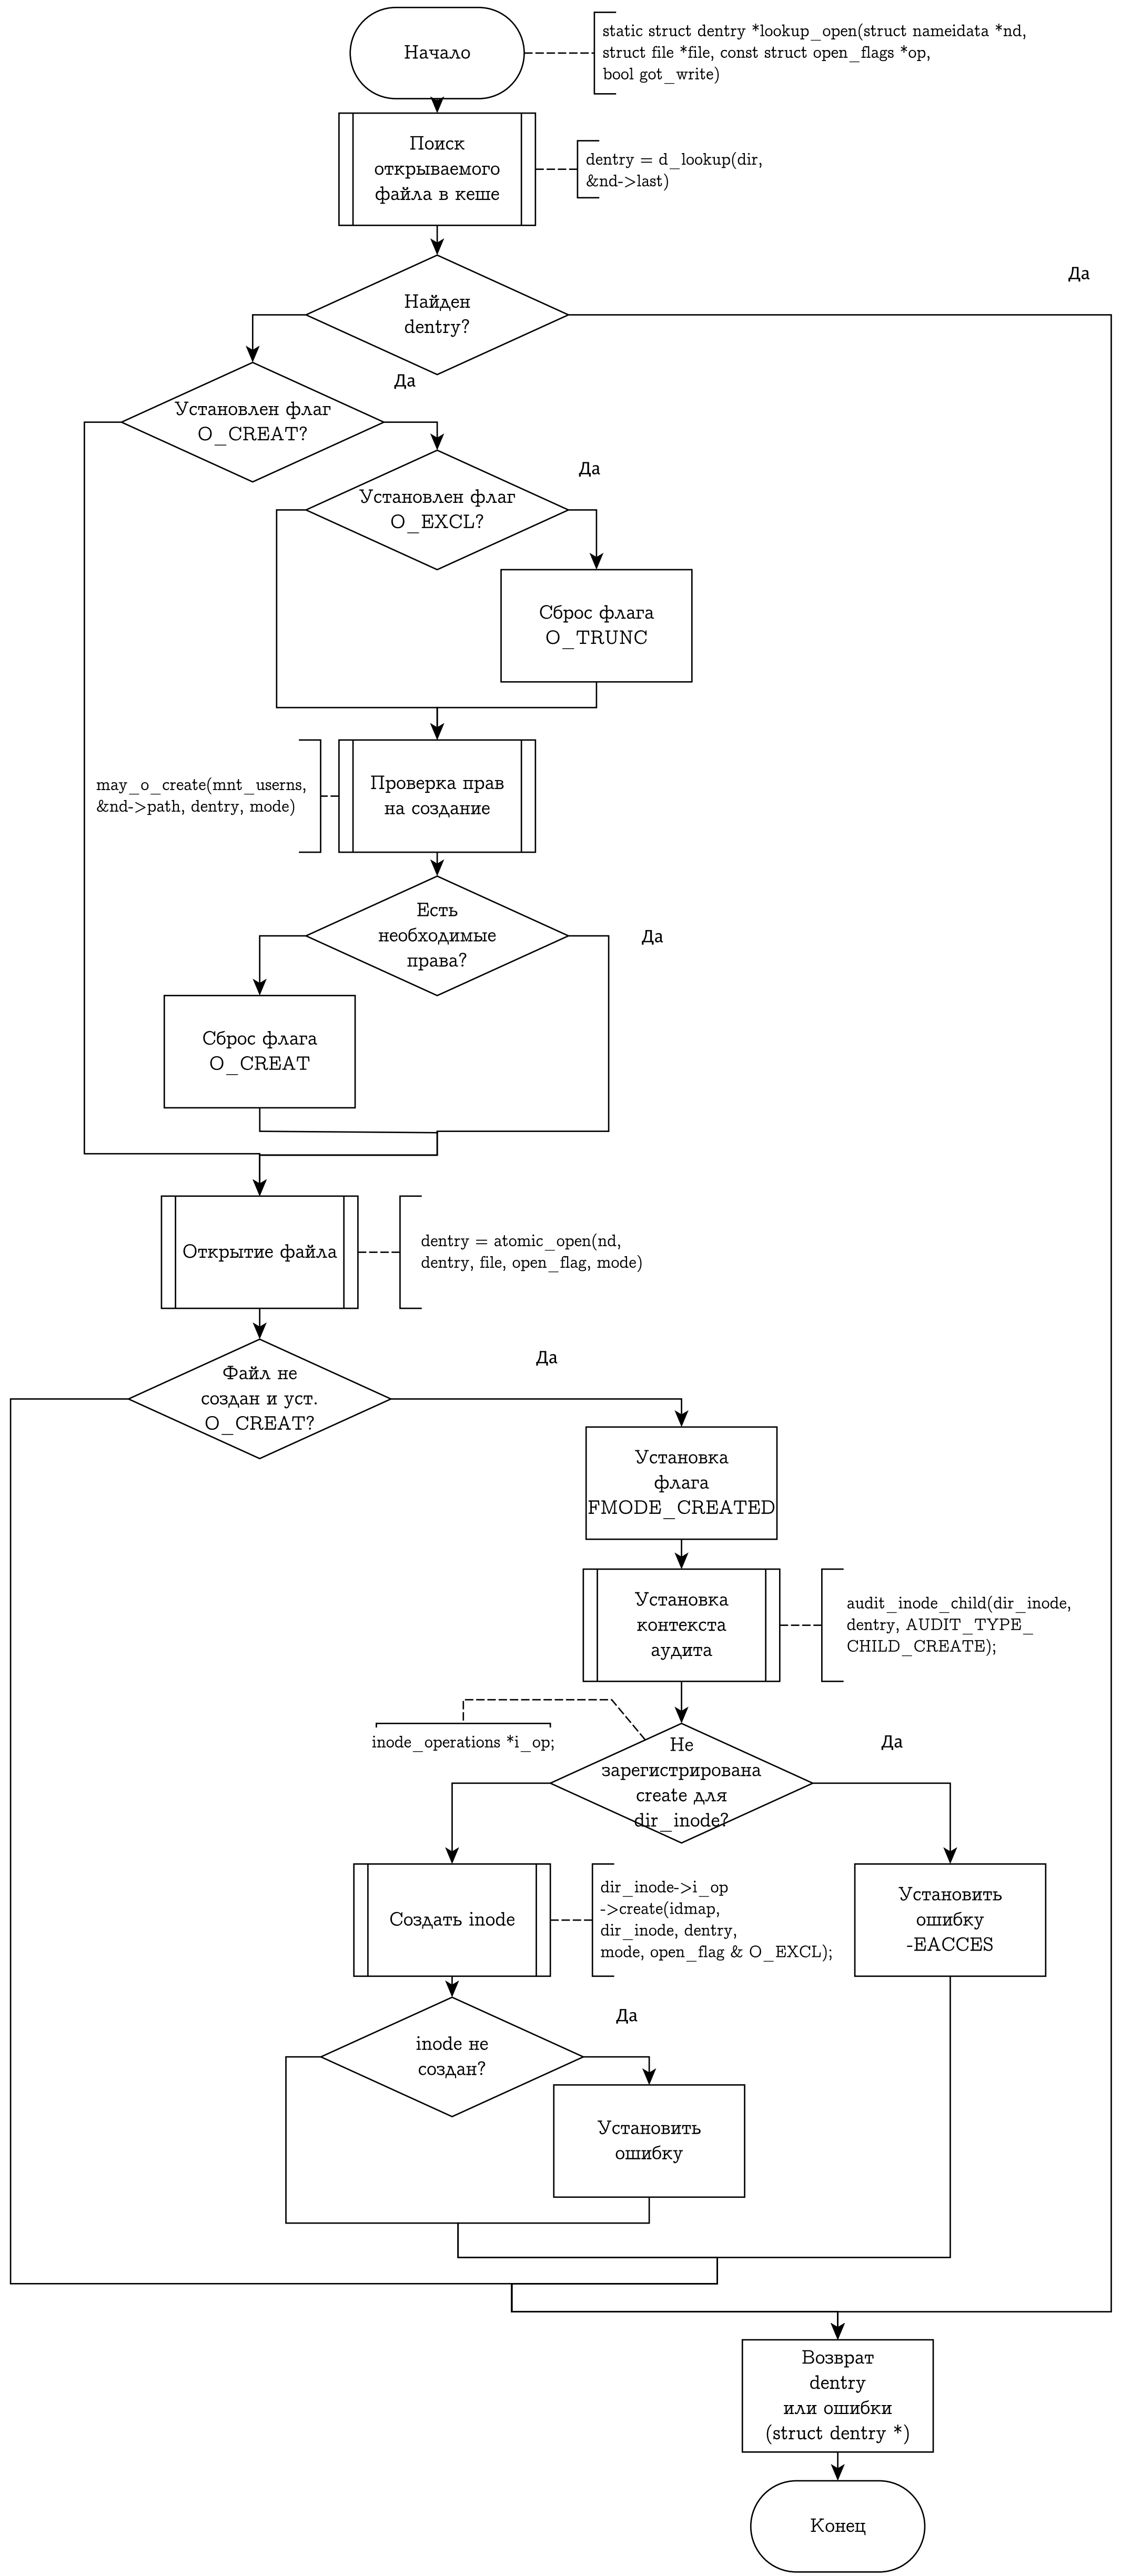 Начало
static struct dentry *lookup_open(struct nameidata *nd,
struct file *file, const struct open_flags *op,
bool got_write)
Поиск
открываемого
файла в кеше
dentry = d_lookup(dir,
&nd->last)
Да
Найден
dentry?
Да
Установлен флаг
O_CREAT?
Да
Установлен флаг
O_EXCL?
Сброс флага
O_TRUNC
may_o_create(mnt_userns,
&nd->path, dentry, mode)
Проверка прав
на создание
Есть
необходимые
права?
Да
Сброс флага
O_CREAT
Открытие файла
dentry = atomic_open(nd,
dentry, file, open_flag, mode)
Да
Файл не
создан и уст.
O_CREAT?
Установка
флага
FMODE_CREATED
Установка
контекста
аудита
audit_inode_child(dir_inode,
dentry, AUDIT_TYPE_
CHILD_CREATE);
inode_operations *i_op;
Да
Не
зарегистрирована
create для
dir_inode?
Создать inode
dir_inode->i_op
->create(idmap,
dir_inode, dentry,
mode, open_flag & O_EXCL);
Установить
ошибку
-EACCES
Да
inode не
создан?
Установить
ошибку
Возврат
dentry
или ошибки
(struct dentry *)
Конец